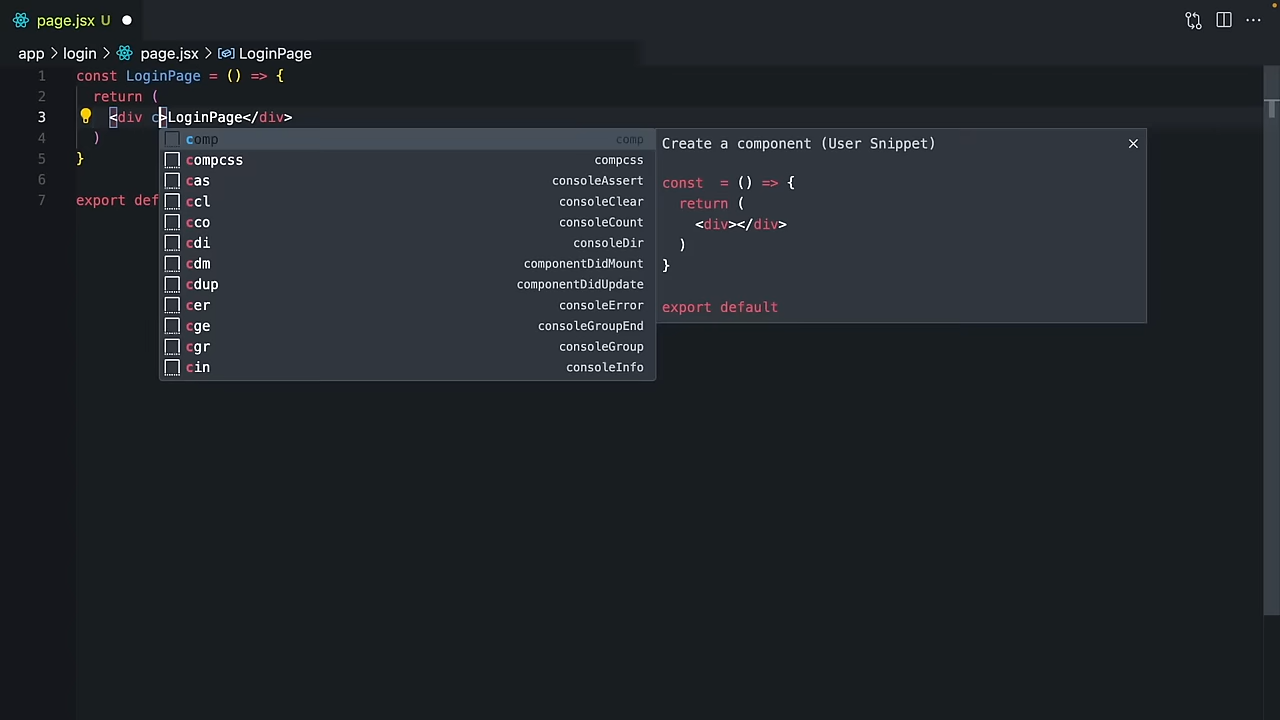 page.jsx U
app > login > page.jsx > LoginPage
1 const LoginPage = () => {
2 return (
3 <div c>LoginPage</div>
4 )
5 }
6
7 export def
comp comp
compcss compcss
cas consoleAssert
ccl consoleClear
cco consoleCount
cdi consoleDir
cdm componentDidMount
cdup componentDidUpdate
cer consoleError
cge consoleGroupEnd
cgr consoleGroup
cin consoleInfo
Create a component (User Snippet)
const = () => {
return (
<div></div>
)
}
export default